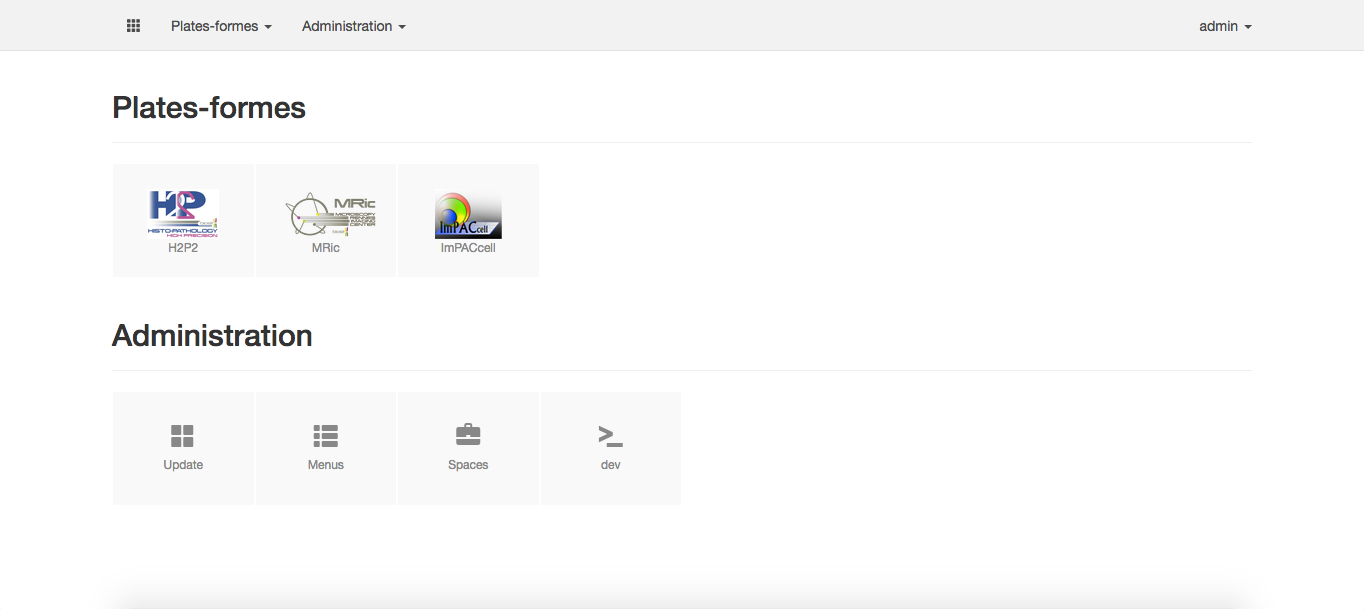 Plates-formes
Administration
admin
Plates-formes
H2P2
HISTO-PATHOLOGY
HIGH PRECISION
H2P2
MRic
MICROSCOPY
RENNES
IMAGING
CENTER
MRic
ImPACcell
ImPACcell
Administration
Update
Menus
Spaces
>_
dev